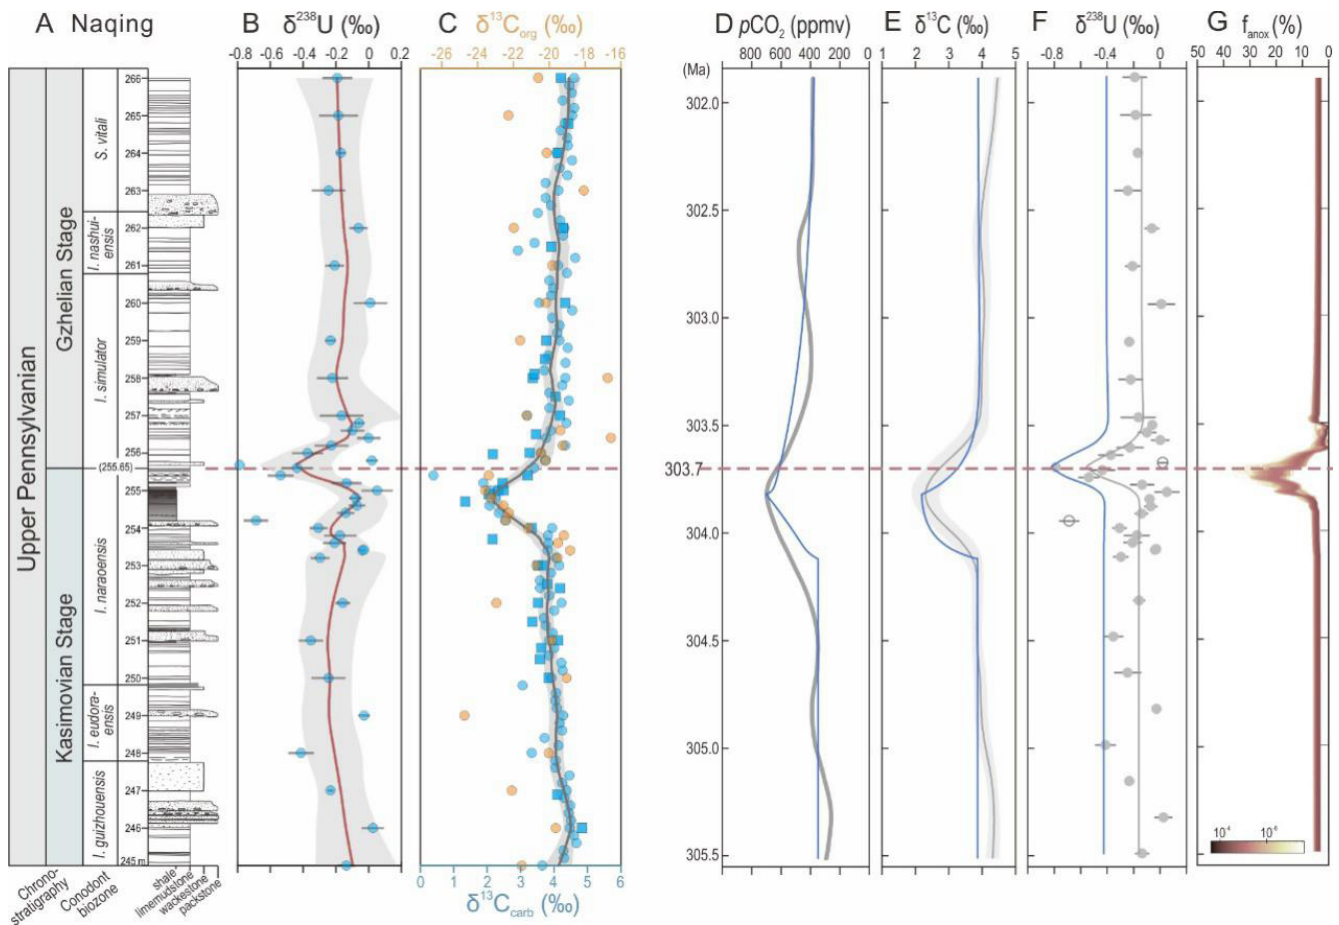 A Naqing
B δ²³⁸U (‰)
C δ¹³Corg (‰)
D pCO₂ (ppmv)
E δ¹³C (‰)
F δ²³⁸U (‰)
G fanox (%)
-0.8 -0.6 -0.4 -0.2 0 0.2
-26 -24 -22 -20 -18 -16
(Ma) 800 600 400 200 0
1 2 3 4 5
-0.8 -0.4 0
50 40 30 20 10 0
Upper Pennsylvanian
Gzhelian Stage
Kasimovian Stage
S. vitali
I. nashui-
ensis
I. simulator
I. naraoensis
I. eudora-
ensis
I. guizhouensis
266
265
264
263
262
261
260
259
258
257
256
(255.65)
255
254
253
252
251
250
249
248
247
246
245 m
302.0
302.5
303.0
303.5
303.7
304.0
304.5
305.0
305.5
10⁻⁴ 10⁻⁶
Chrono-
stratigraphy
Conodont
biozone
shale
limemudstone
wackestone
packstone
0 2 3 4 5 6
δ¹³Ccarb (‰)